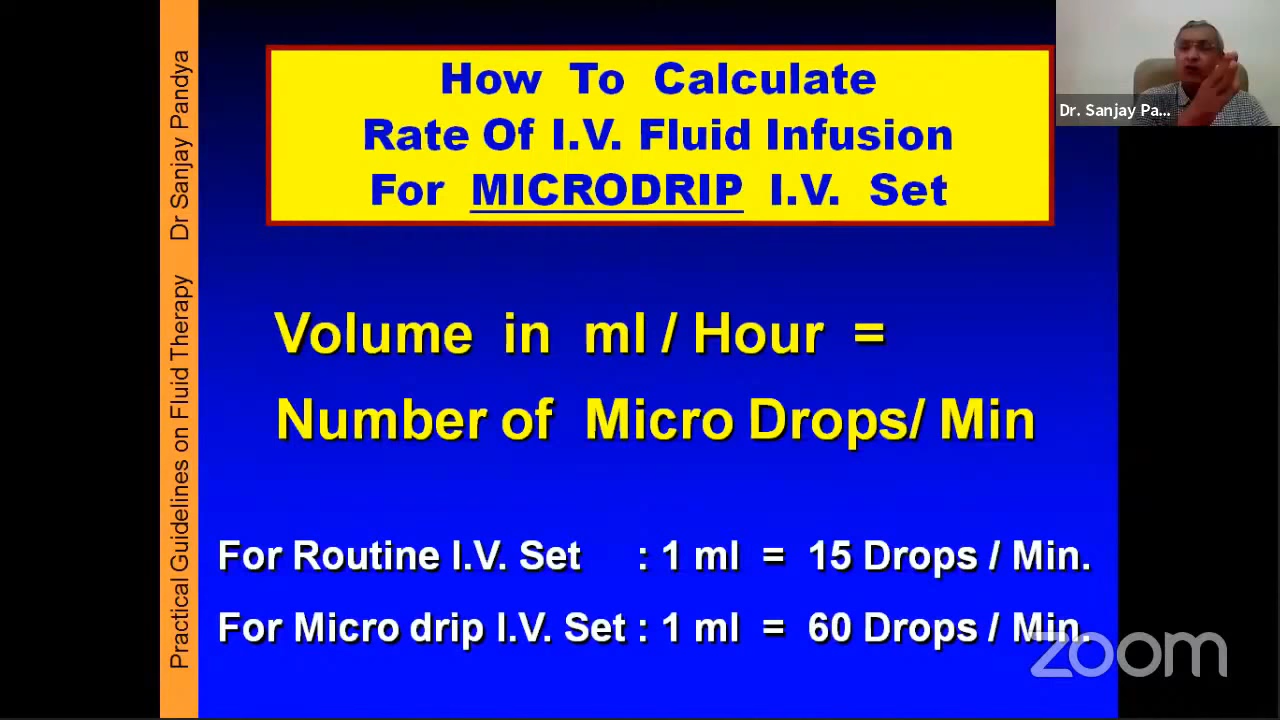 How To Calculate
Rate Of I.V. Fluid Infusion
For MICRODRIP I.V. Set
Volume in ml / Hour =
Number of Micro Drops/ Min
For Routine I.V. Set : 1 ml = 15 Drops / Min.
For Micro drip I.V. Set : 1 ml = 60 Drops / Min.
Practical Guidelines on Fluid Therapy Dr Sanjay Pandya
Dr. Sanjay Pa...
zoom